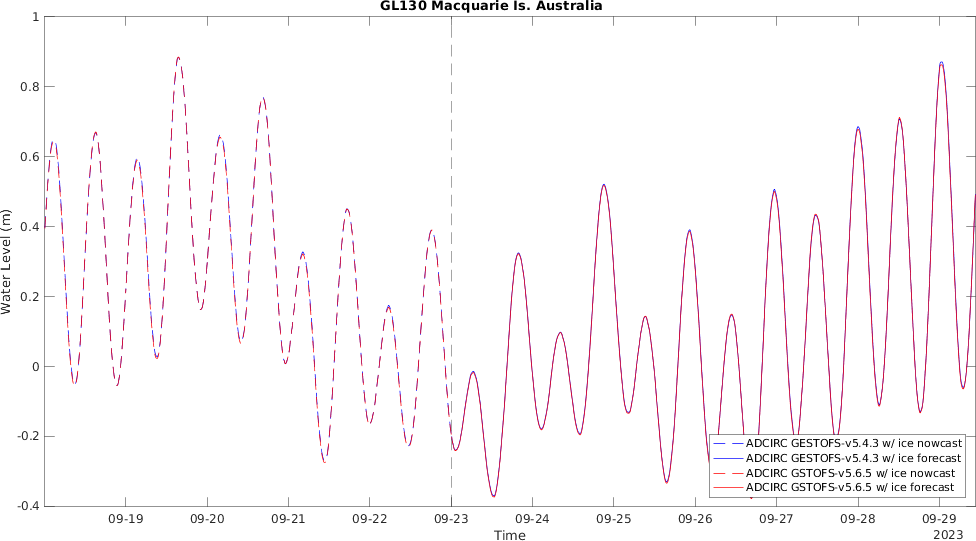 GL130 Macquarie Is. Australia
Water Level (m)
1
0.8
0.6
0.4
0.2
0
-0.2
-0.4
ADCIRC GESTOFS-v5.4.3 w/ ice nowcast
ADCIRC GESTOFS-v5.4.3 w/ ice forecast
ADCIRC GSTOFS-v5.6.5 w/ ice nowcast
ADCIRC GSTOFS-v5.6.5 w/ ice forecast
09-19 09-20 09-21 09-22 09-23 09-24 09-25 09-26 09-27 09-28 09-29
Time
2023